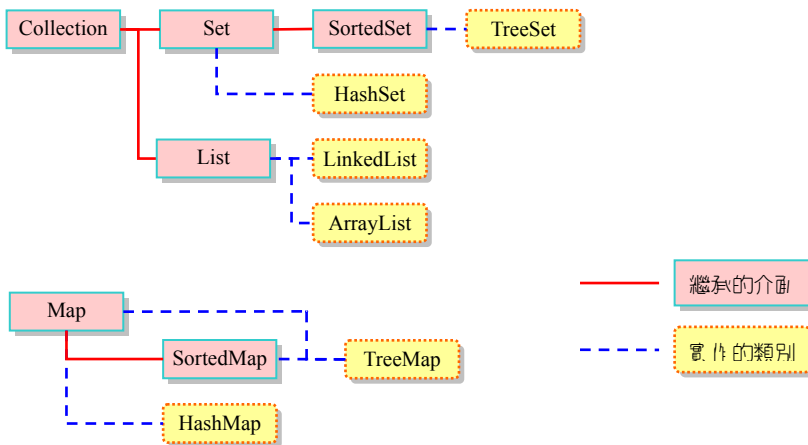 Collection
Set
SortedSet
TreeSet
HashSet
List
LinkedList
ArrayList
Map
SortedMap
TreeMap
HashMap
繼承的介面
實作的類別